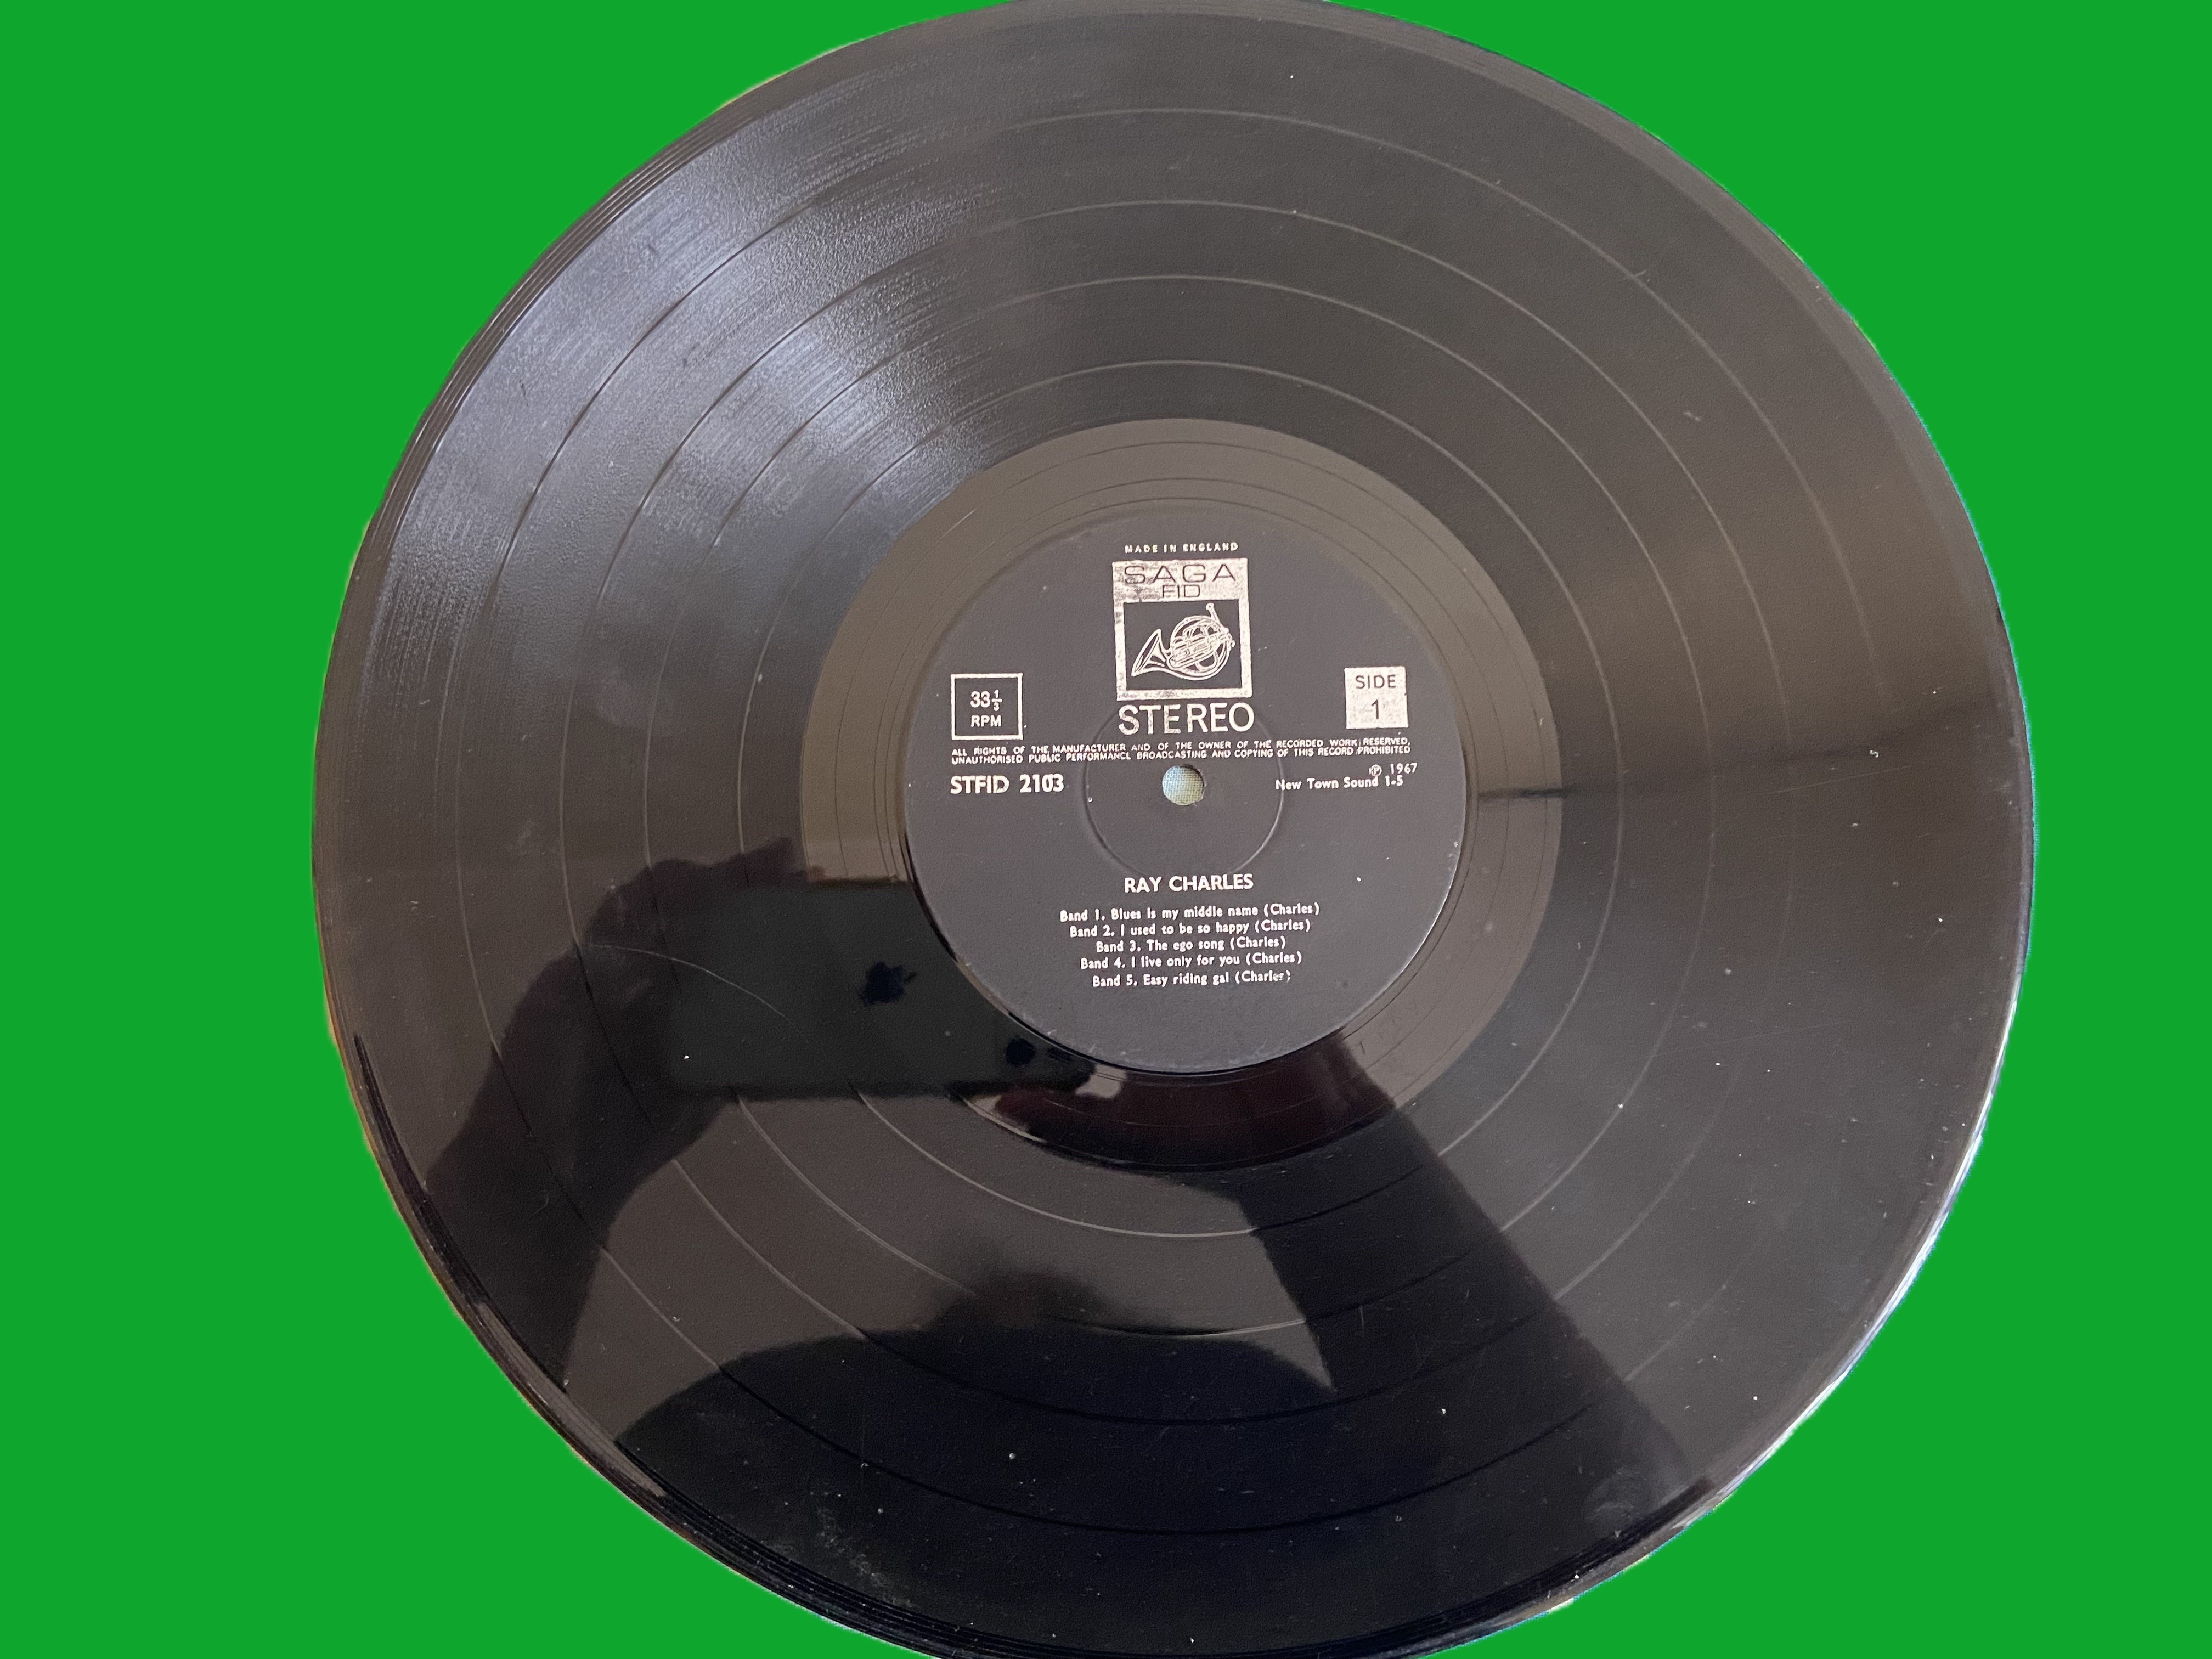 MADE IN ENGLAND
SAGA
FID
33⅓
RPM
STEREO
SIDE
1
ALL RIGHTS OF THE MANUFACTURER AND OF THE OWNER OF THE RECORDED WORK RESERVED,
UNAUTHORISED PUBLIC PERFORMANCE BROADCASTING AND COPYING OF THIS RECORD PROHIBITED
℗ 1967
STFID 2103
New Town Sound 1-5
RAY CHARLES
Band 1. Blues is my middle name (Charles)
Band 2. I used to be so happy (Charles)
Band 3. The ego song (Charles)
Band 4. I live only for you (Charles)
Band 5. Easy riding gal (Charles)